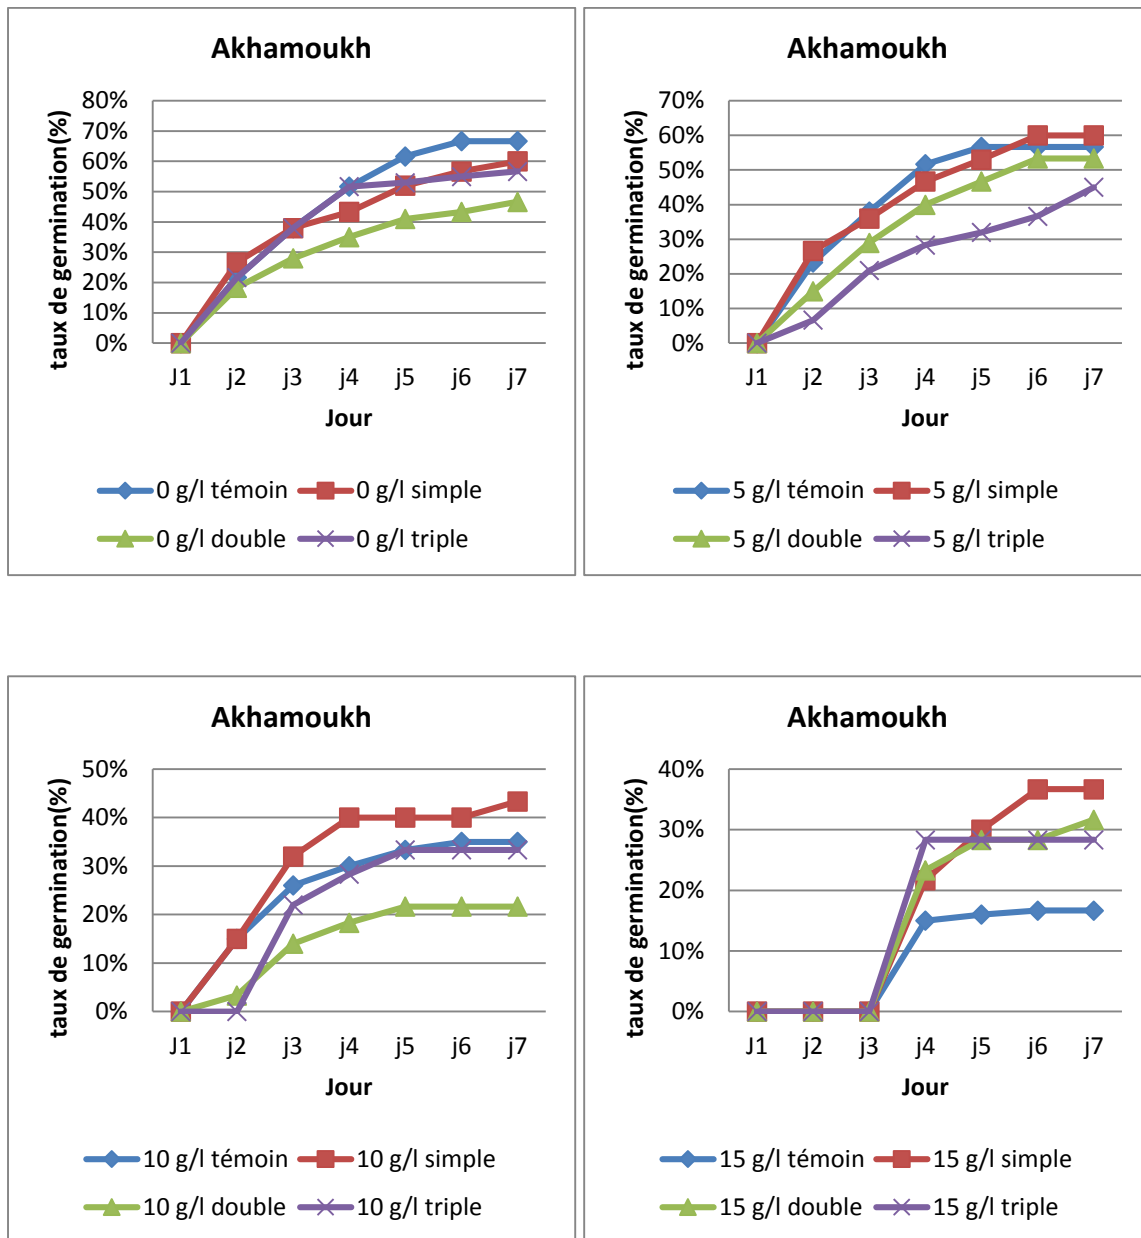 Akhamoukh
taux de germination(%)
80%
70%
60%
50%
40%
30%
20%
10%
0%
J1 j2 j3 j4 j5 j6 j7
Jour
0 g/l témoin 0 g/l simple
0 g/l double 0 g/l triple
Akhamoukh
taux de germination(%)
70%
60%
50%
40%
30%
20%
10%
0%
J1 j2 j3 j4 j5 j6 j7
Jour
5 g/l témoin 5 g/l simple
5 g/l double 5 g/l triple
Akhamoukh
taux de germination(%)
50%
40%
30%
20%
10%
0%
J1 j2 j3 j4 j5 j6 j7
Jour
10 g/l témoin 10 g/l simple
10 g/l double 10 g/l triple
Akhamoukh
taux de germination(%)
40%
30%
20%
10%
0%
J1 j2 j3 j4 j5 j6 j7
Jour
15 g/l témoin 15 g/l simple
15 g/l double 15 g/l triple